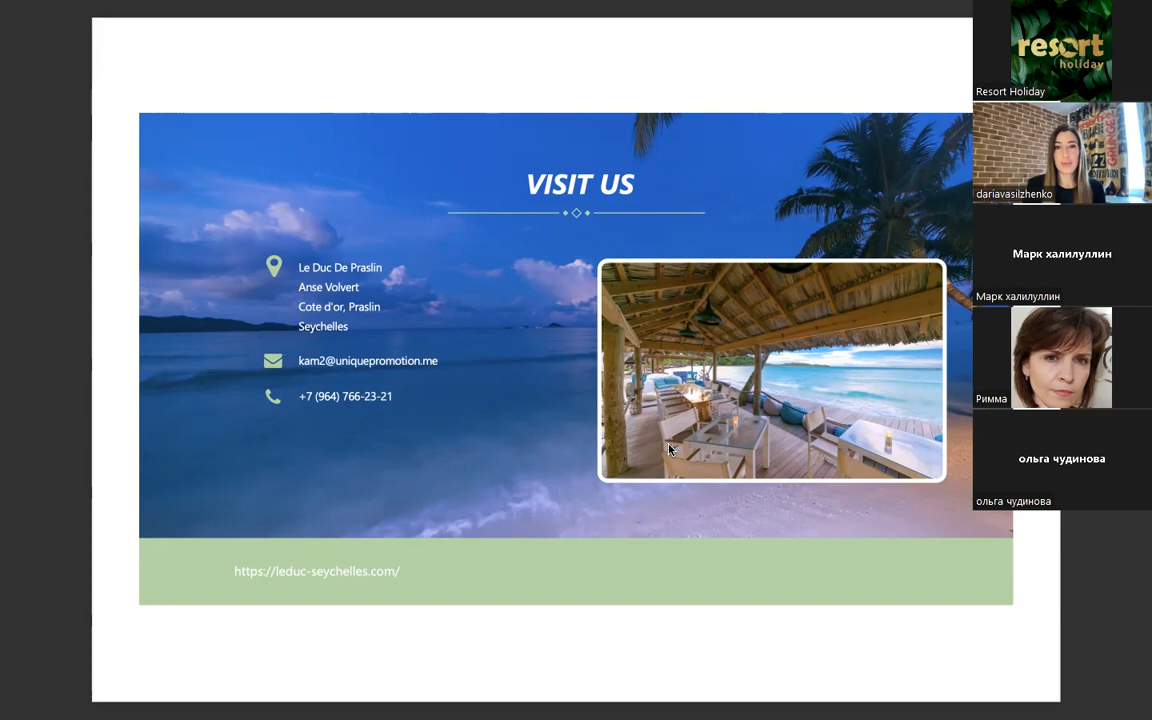 VISIT US
Le Duc De Praslin
Anse Volvert
Cote d'or, Praslin
Seychelles
kam2@uniquepromotion.me
+7 (964) 766-23-21
https://leduc-seychelles.com/
resort
holiday
Resort Holiday
dariavasilzhenko
Марк халилуллин
Марк халилуллин
Римма
ольга чудинова
ольга чудинова